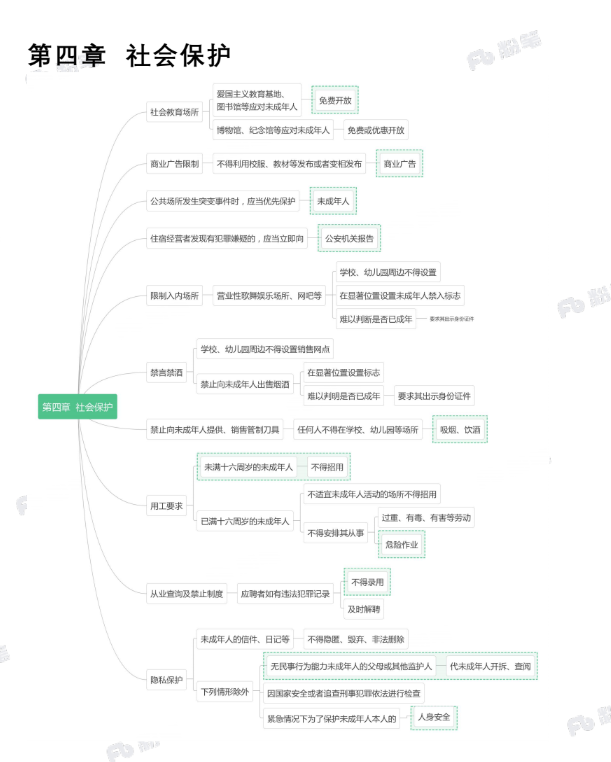 第四章 社会保护
粉笔
社会教育场所
爱国主义教育基地、
图书馆等应对未成年人
免费开放
博物馆、纪念馆等应对未成年人
免费或优惠开放
商业广告限制
不得利用校服、教材等发布或者变相发布
商业广告
公共场所发生突变事件时，应当优先保护
未成年人
住宿经营者发现有犯罪嫌疑的，应当立即向
公安机关报告
限制入内场所
营业性歌舞娱乐场所、网吧等
学校、幼儿园周边不得设置
在显著位置设置未成年人禁入标志
难以判断是否已成年
要求其出示身份证件
禁言禁酒
学校、幼儿园周边不得设置销售网点
禁止向未成年人出售烟酒
在显著位置设置标志
难以判明是否已成年
要求其出示身份证件
第四章 社会保护
禁止向未成年人提供、销售管制刀具
任何人不得在学校、幼儿园等场所
吸烟、饮酒
用工要求
未满十六周岁的未成年人
不得招用
已满十六周岁的未成年人
不适宜未成年人活动的场所不得招用
不得安排其从事
过重、有毒、有害等劳动
危险作业
从业查询及禁止制度
应聘者如有违法犯罪记录
不得录用
及时解聘
隐私保护
未成年人的信件、日记等
不得隐匿、毁弃、非法删除
下列情形除外
无民事行为能力未成年人的父母或其他监护人
代未成年人开拆、查阅
因国家安全或者追查刑事犯罪依法进行检查
紧急情况下为了保护未成年人本人的
人身安全